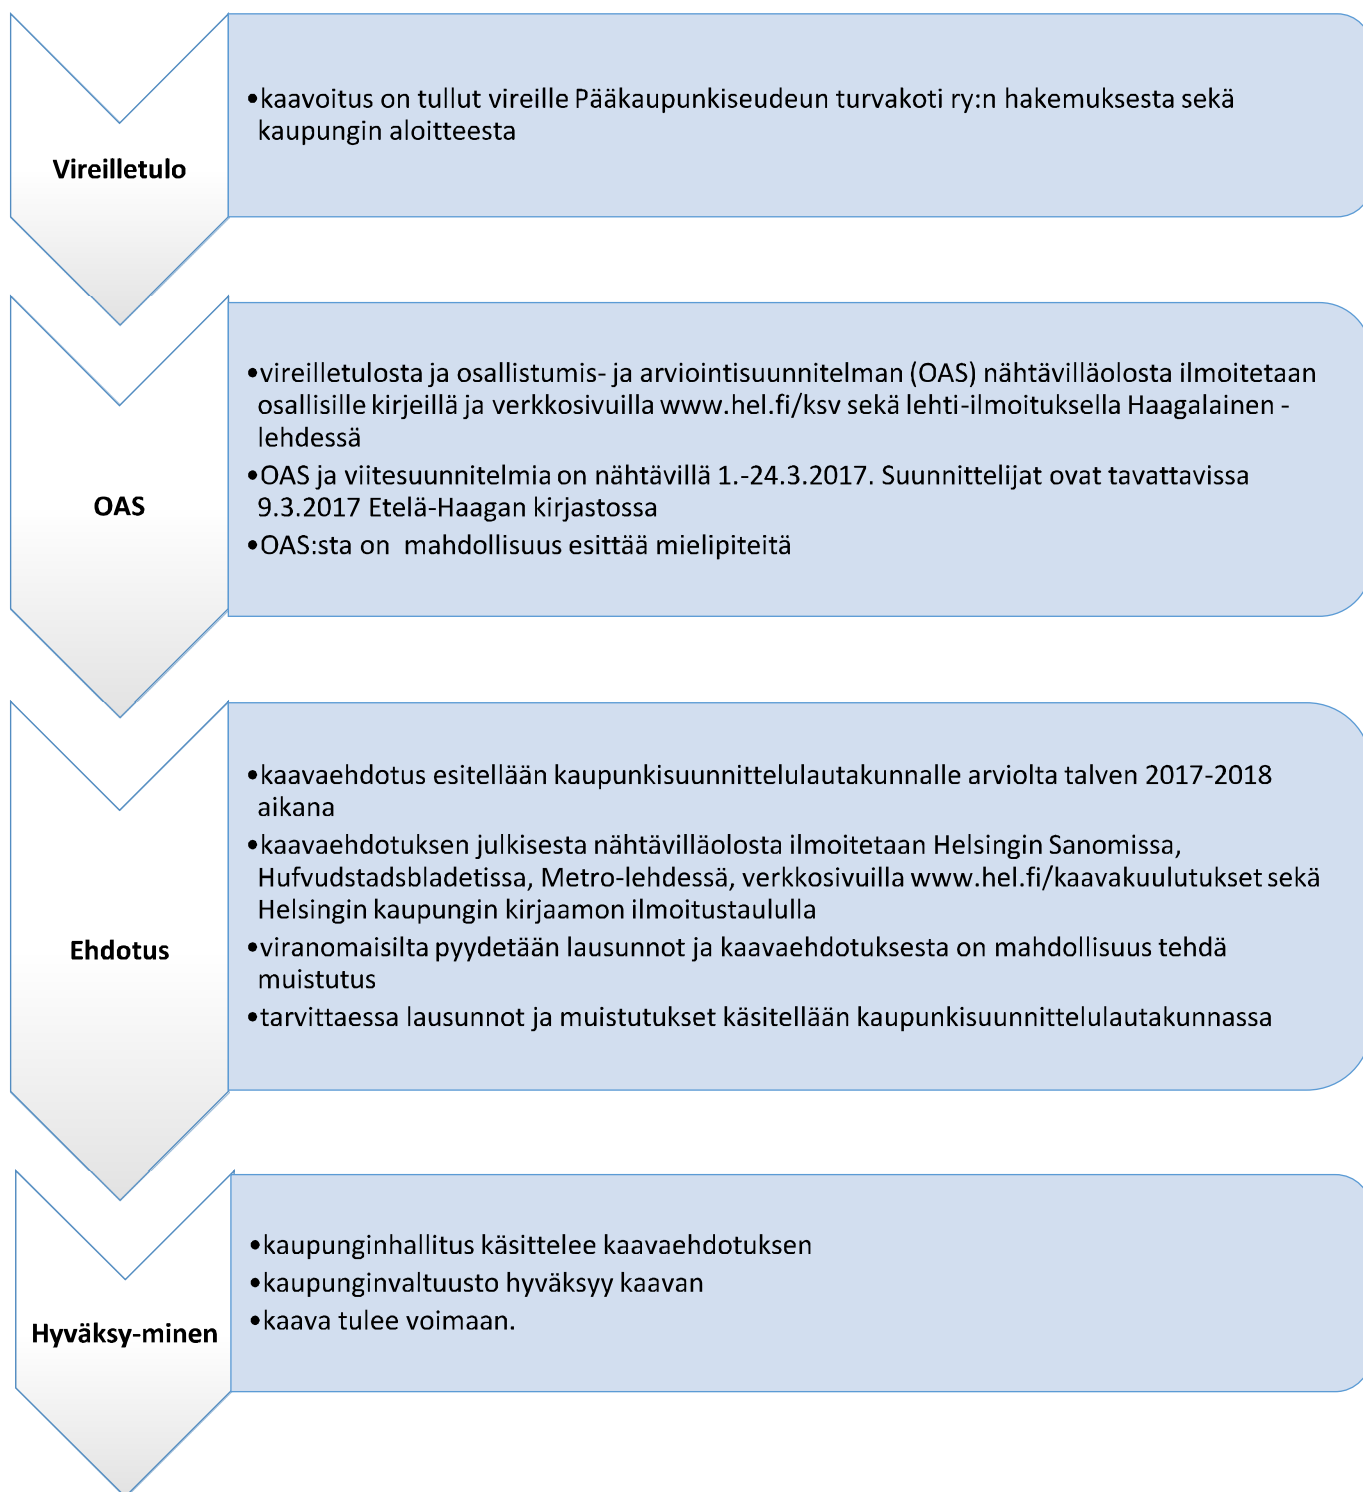 Vireilletulo
•kaavoitus on tullut vireille Pääkaupunkiseudeun turvakoti ry:n hakemuksesta sekä
kaupungin aloitteesta
OAS
•vireilletulosta ja osallistumis- ja arviointisuunnitelman (OAS) nähtävilläolosta ilmoitetaan
osallisille kirjeillä ja verkkosivuilla www.hel.fi/ksv sekä lehti-ilmoituksella Haagalainen -
lehdessä
•OAS ja viitesuunnitelmia on nähtävillä 1.-24.3.2017. Suunnittelijat ovat tavattavissa
9.3.2017 Etelä-Haagan kirjastossa
•OAS:sta on  mahdollisuus esittää mielipiteitä
Ehdotus
•kaavaehdotus esitellään kaupunkisuunnittelulautakunnalle arviolta talven 2017-2018
aikana
•kaavaehdotuksen julkisesta nähtävilläolosta ilmoitetaan Helsingin Sanomissa,
Hufvudstadsbladetissa, Metro-lehdessä, verkkosivuilla www.hel.fi/kaavakuulutukset sekä
Helsingin kaupungin kirjaamon ilmoitustaululla
•viranomaisilta pyydetään lausunnot ja kaavaehdotuksesta on mahdollisuus tehdä
muistutus
•tarvittaessa lausunnot ja muistutukset käsitellään kaupunkisuunnittelulautakunnassa
Hyväksy-minen
•kaupunginhallitus käsittelee kaavaehdotuksen
•kaupunginvaltuusto hyväksyy kaavan
•kaava tulee voimaan.